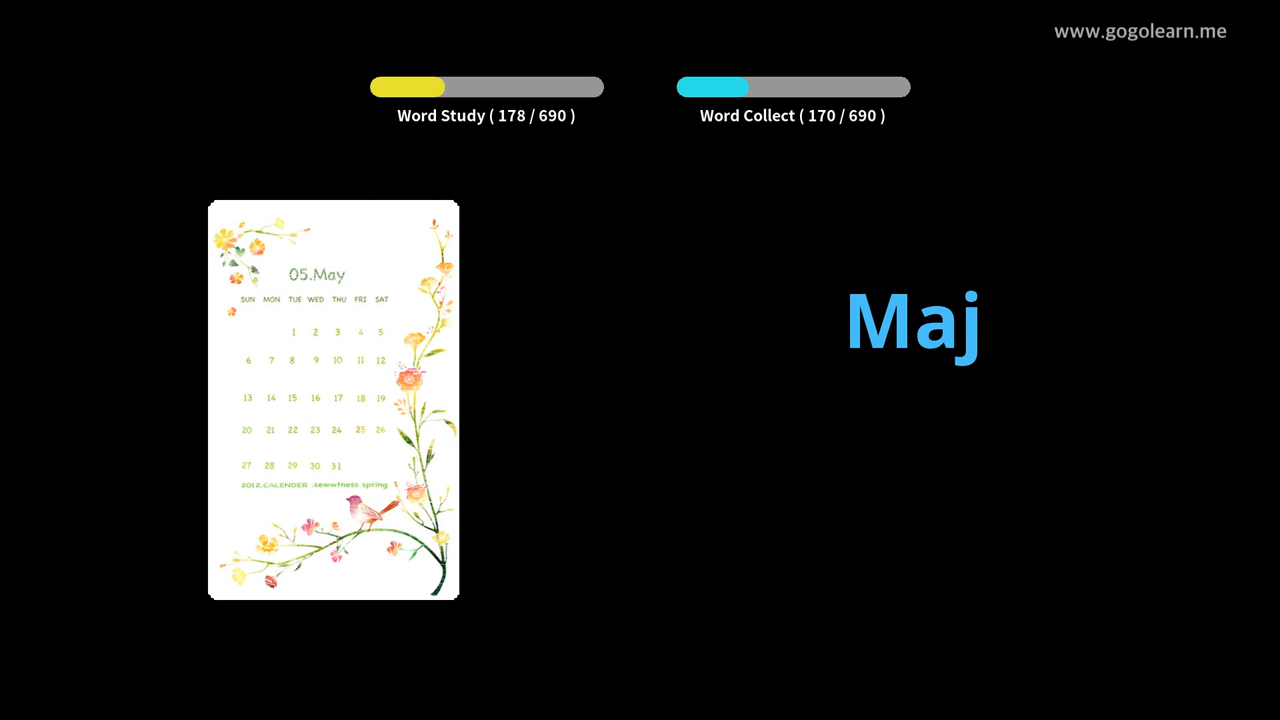 www.gogolearn.me
Word Study ( 178 / 690 )
Word Collect ( 170 / 690 )
05.May
SUN MON TUE WED THU FRI SAT
1 2 3 4 5
6 7 8 9 10 11 12
13 14 15 16 17 18 19
20 21 22 23 24 25 26
27 28 29 30 31
2012.CALENDER .sewwtness spring
Maj